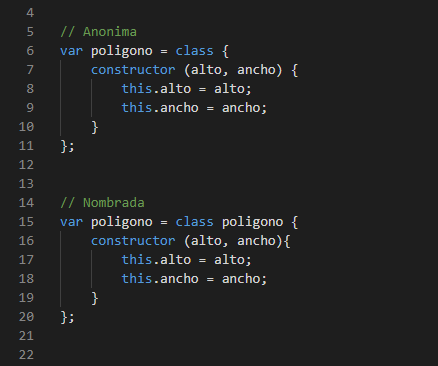 4
5 // Anonima
6 var poligono = class {
7     constructor (alto, ancho) {
8         this.alto = alto;
9         this.ancho = ancho;
10     }
11 };
12
13
14 // Nombrada
15 var poligono = class poligono {
16     constructor (alto, ancho){
17         this.alto = alto;
18         this.ancho = ancho;
19     }
20 };
21
22